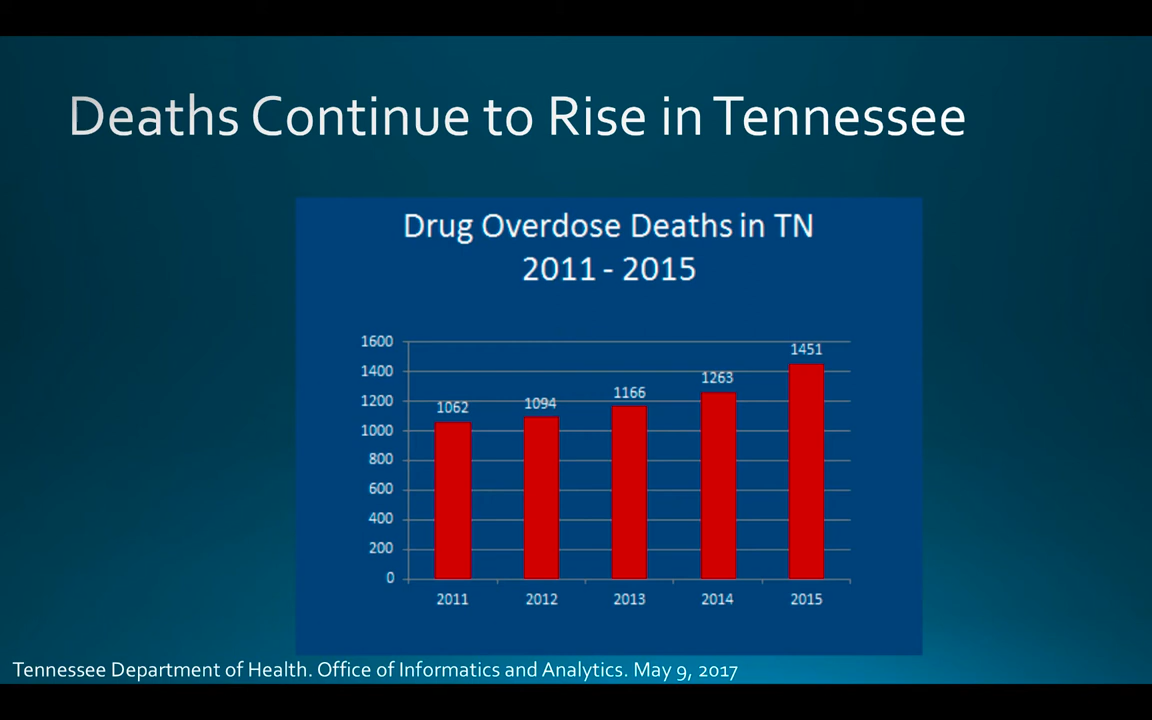 Deaths Continue to Rise in Tennessee
Drug Overdose Deaths in TN
2011 - 2015
1600
1400
1200
1000
800
600
400
200
0
1062
1094
1166
1263
1451
2011 2012 2013 2014 2015
Tennessee Department of Health. Office of Informatics and Analytics. May 9, 2017